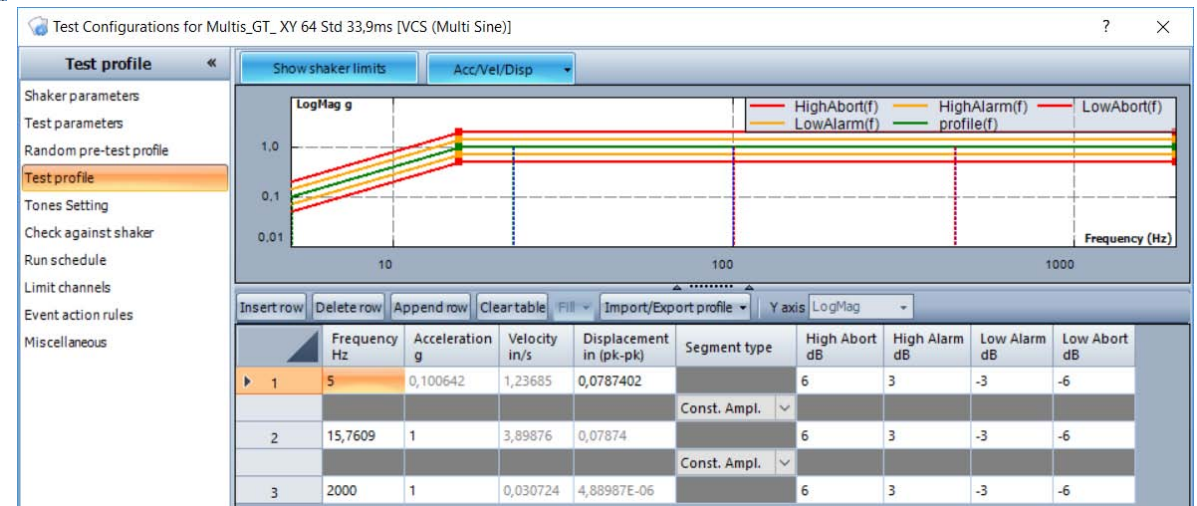 Test Configurations for Multis_GT_ XY 64 Std 33,9ms [VCS (Multi Sine)] ? ×
Test profile «
Shaker parameters
Test parameters
Random pre-test profile
Test profile
Tones Setting
Check against shaker
Run schedule
Limit channels
Event action rules
Miscellaneous
Show shaker limits Acc/Vel/Disp
LogMag g
HighAbort(f) HighAlarm(f) LowAbort(f)
LowAlarm(f) profile(f)
1,0
0,1
0,01
Frequency (Hz)
10 100 1000
Insert row Delete row Append row Clear table Fill Import/Export profile Y axis LogMag
Frequency Hz Acceleration g Velocity in/s Displacement in (pk-pk) Segment type High Abort dB High Alarm dB Low Alarm dB Low Abort dB
1 5 0,100642 1,23685 0,0787402 6 3 -3 -6
Const. Ampl.
2 15,7609 1 3,89876 0,07874 6 3 -3 -6
Const. Ampl.
3 2000 1 0,030724 4,88987E-06 6 3 -3 -6